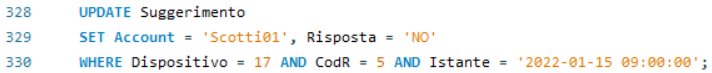 328 UPDATE Suggerimento
329 SET Account = 'Scotti01', Risposta = 'NO'
330 WHERE Dispositivo = 17 AND CodR = 5 AND Istante = '2022-01-15 09:00:00';